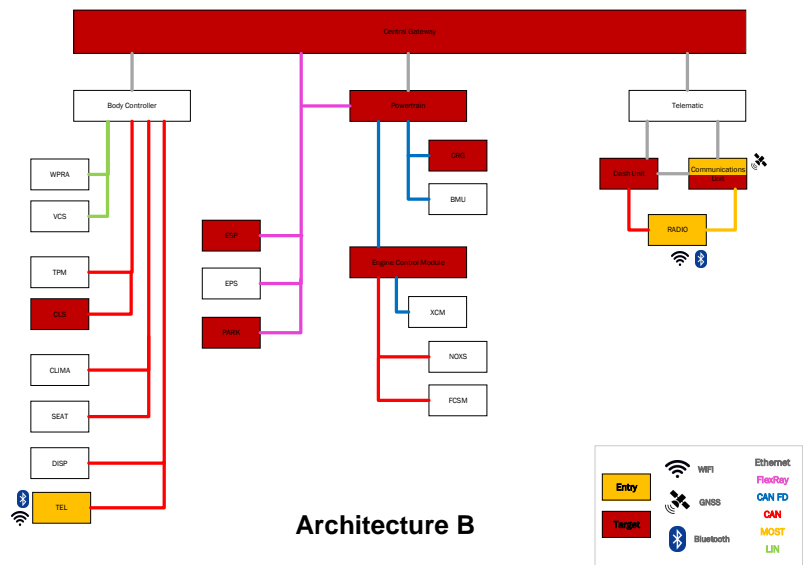 Central Gateway
Body Controller
Powertrain
Telematic
WPRA
VCS
TPM
CLS
CLIMA
SEAT
DISP
TEL
ESP
EPS
PARK
CRG
BMU
Engine Control Module
XCM
NOXS
FCSM
Dash Unit
Communications
Unit
RADIO
Architecture B
Entry
Target
WIFI
GNSS
Bluetooth
Ethernet
FlexRay
CAN FD
CAN
MOST
LIN